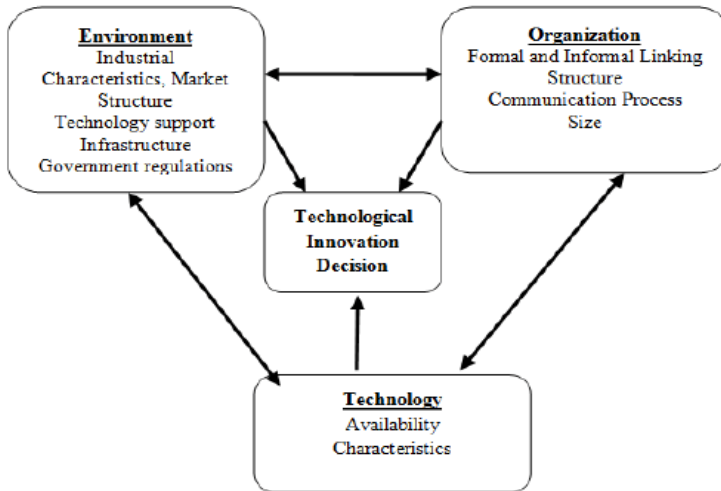 Environment
Industrial
Characteristics, Market
Structure
Technology support
Infrastructure
Government regulations
Organization
Formal and Informal Linking
Structure
Communication Process
Size
Technological
Innovation
Decision
Technology
Availability
Characteristics